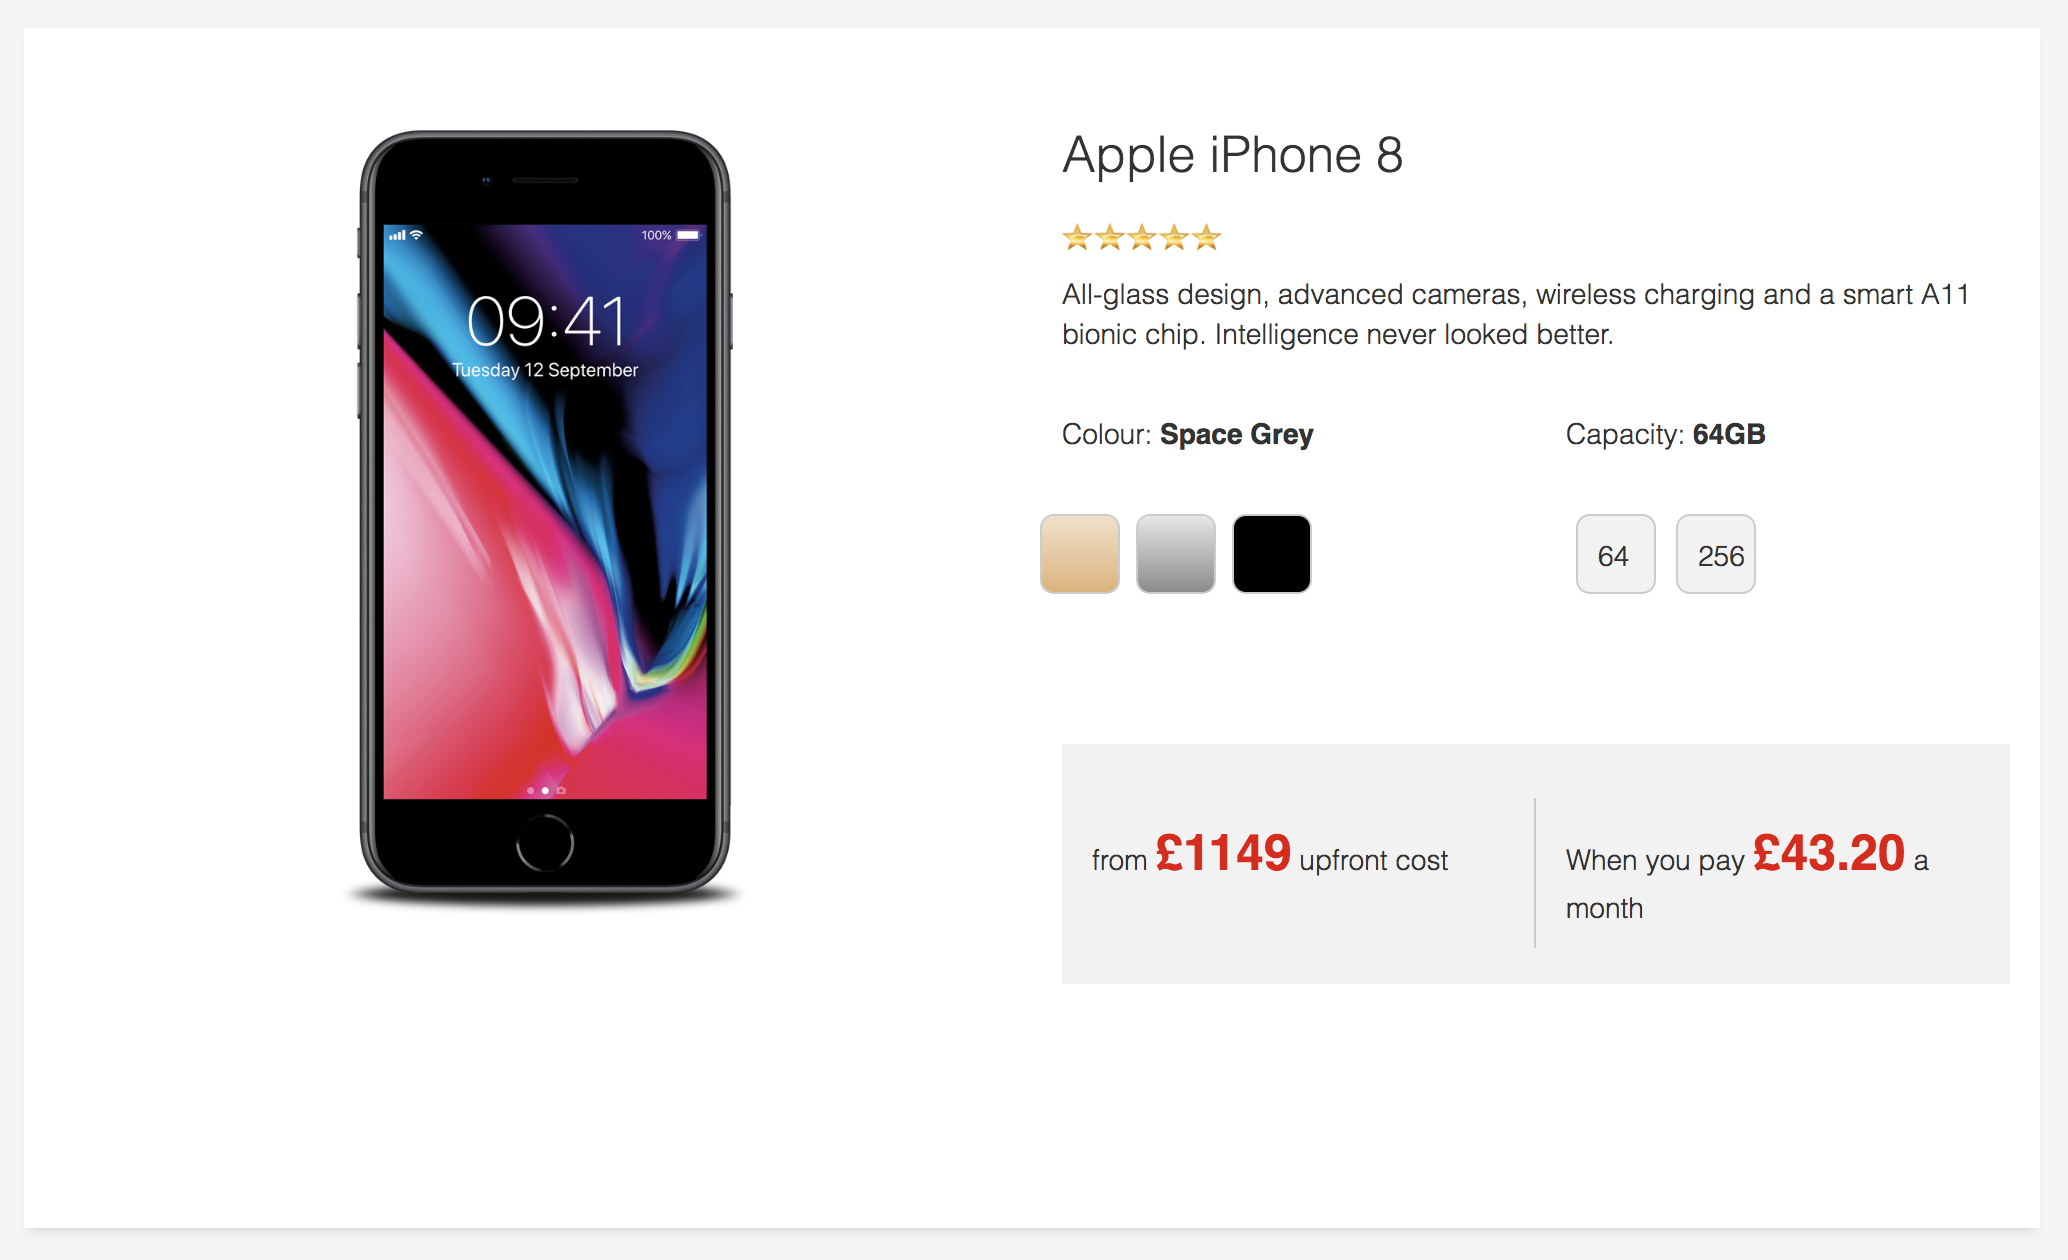 100%
09:41
Tuesday 12 September
Apple iPhone 8
All-glass design, advanced cameras, wireless charging and a smart A11
bionic chip. Intelligence never looked better.
Colour: Space Grey
Capacity: 64GB
64
256
from £1149 upfront cost
When you pay £43.20 a
month